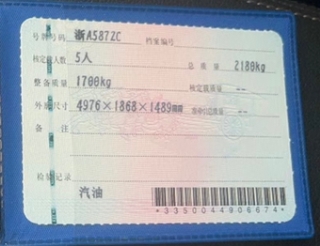 号牌号码 浙A587ZC 档案编号
核定载人数 5人 总质量 2180kg
整备质量 1700kg 核定载质量 --
外廓尺寸 4976×1868×1489mm 准牵引总质量 --
备注
检验记录
汽油
*3350044906674*